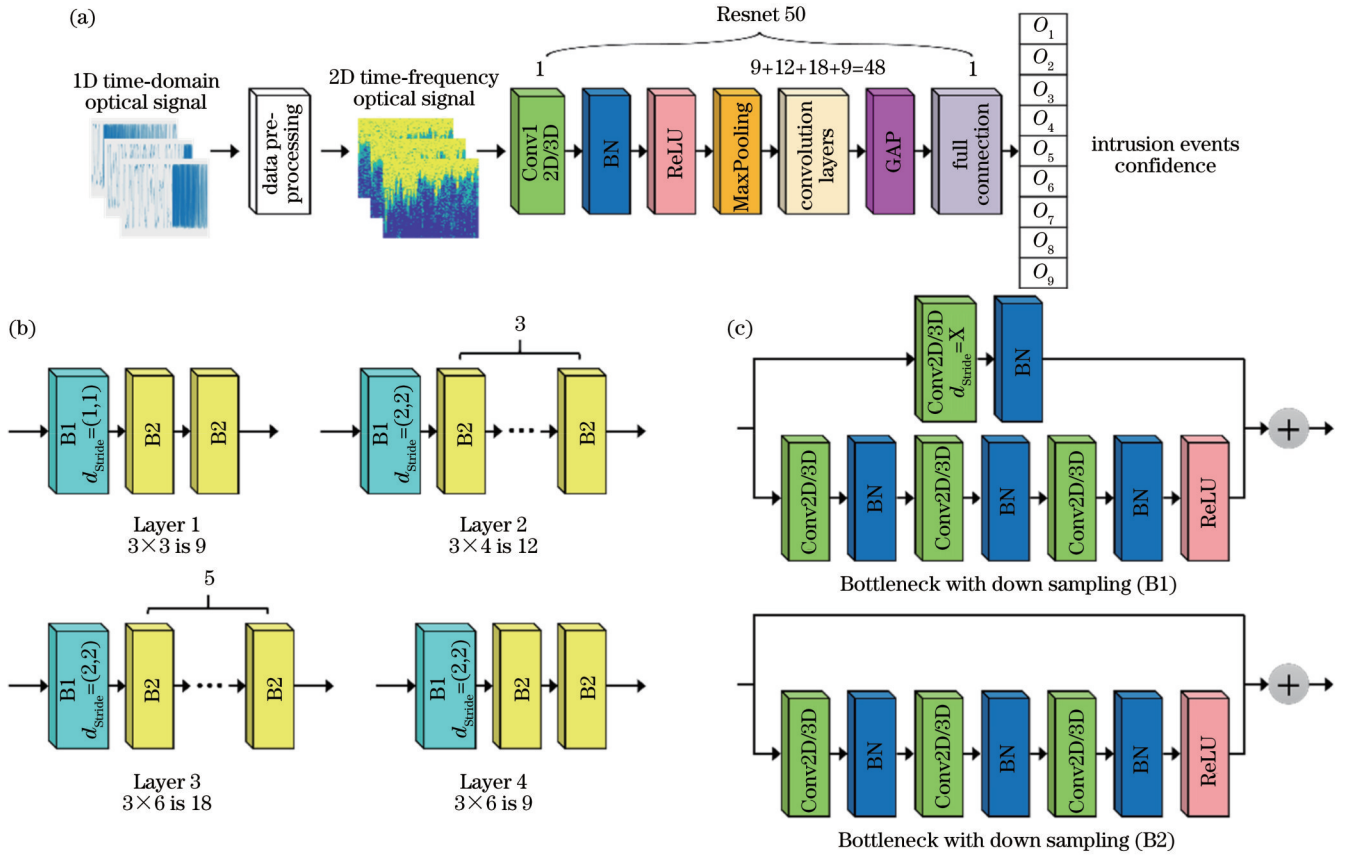 (a)
Resnet 50
1
9+12+18+9=48
1
1D time-domain
optical signal
data pre-
processing
2D time-frequency
optical signal
Conv1
2D/3D
BN
ReLU
MaxPooling
convolution
layers
GAP
full
connection
O1
O2
O3
O4
O5
O6
O7
O8
O9
intrusion events
confidence
(b)
B1
dStride=(1,1)
B2
B2
Layer 1
3×3 is 9
3
B1
dStride=(2,2)
B2
B2
Layer 2
3×4 is 12
5
B1
dStride=(2,2)
B2
B2
Layer 3
3×6 is 18
B1
dStride=(2,2)
B2
B2
Layer 4
3×6 is 9
(c)
Conv2D/3D
dStride=X
BN
Conv2D/3D
BN
Conv2D/3D
BN
Conv2D/3D
BN
ReLU
+
Bottleneck with down sampling (B1)
Conv2D/3D
BN
Conv2D/3D
BN
Conv2D/3D
BN
ReLU
+
Bottleneck with down sampling (B2)